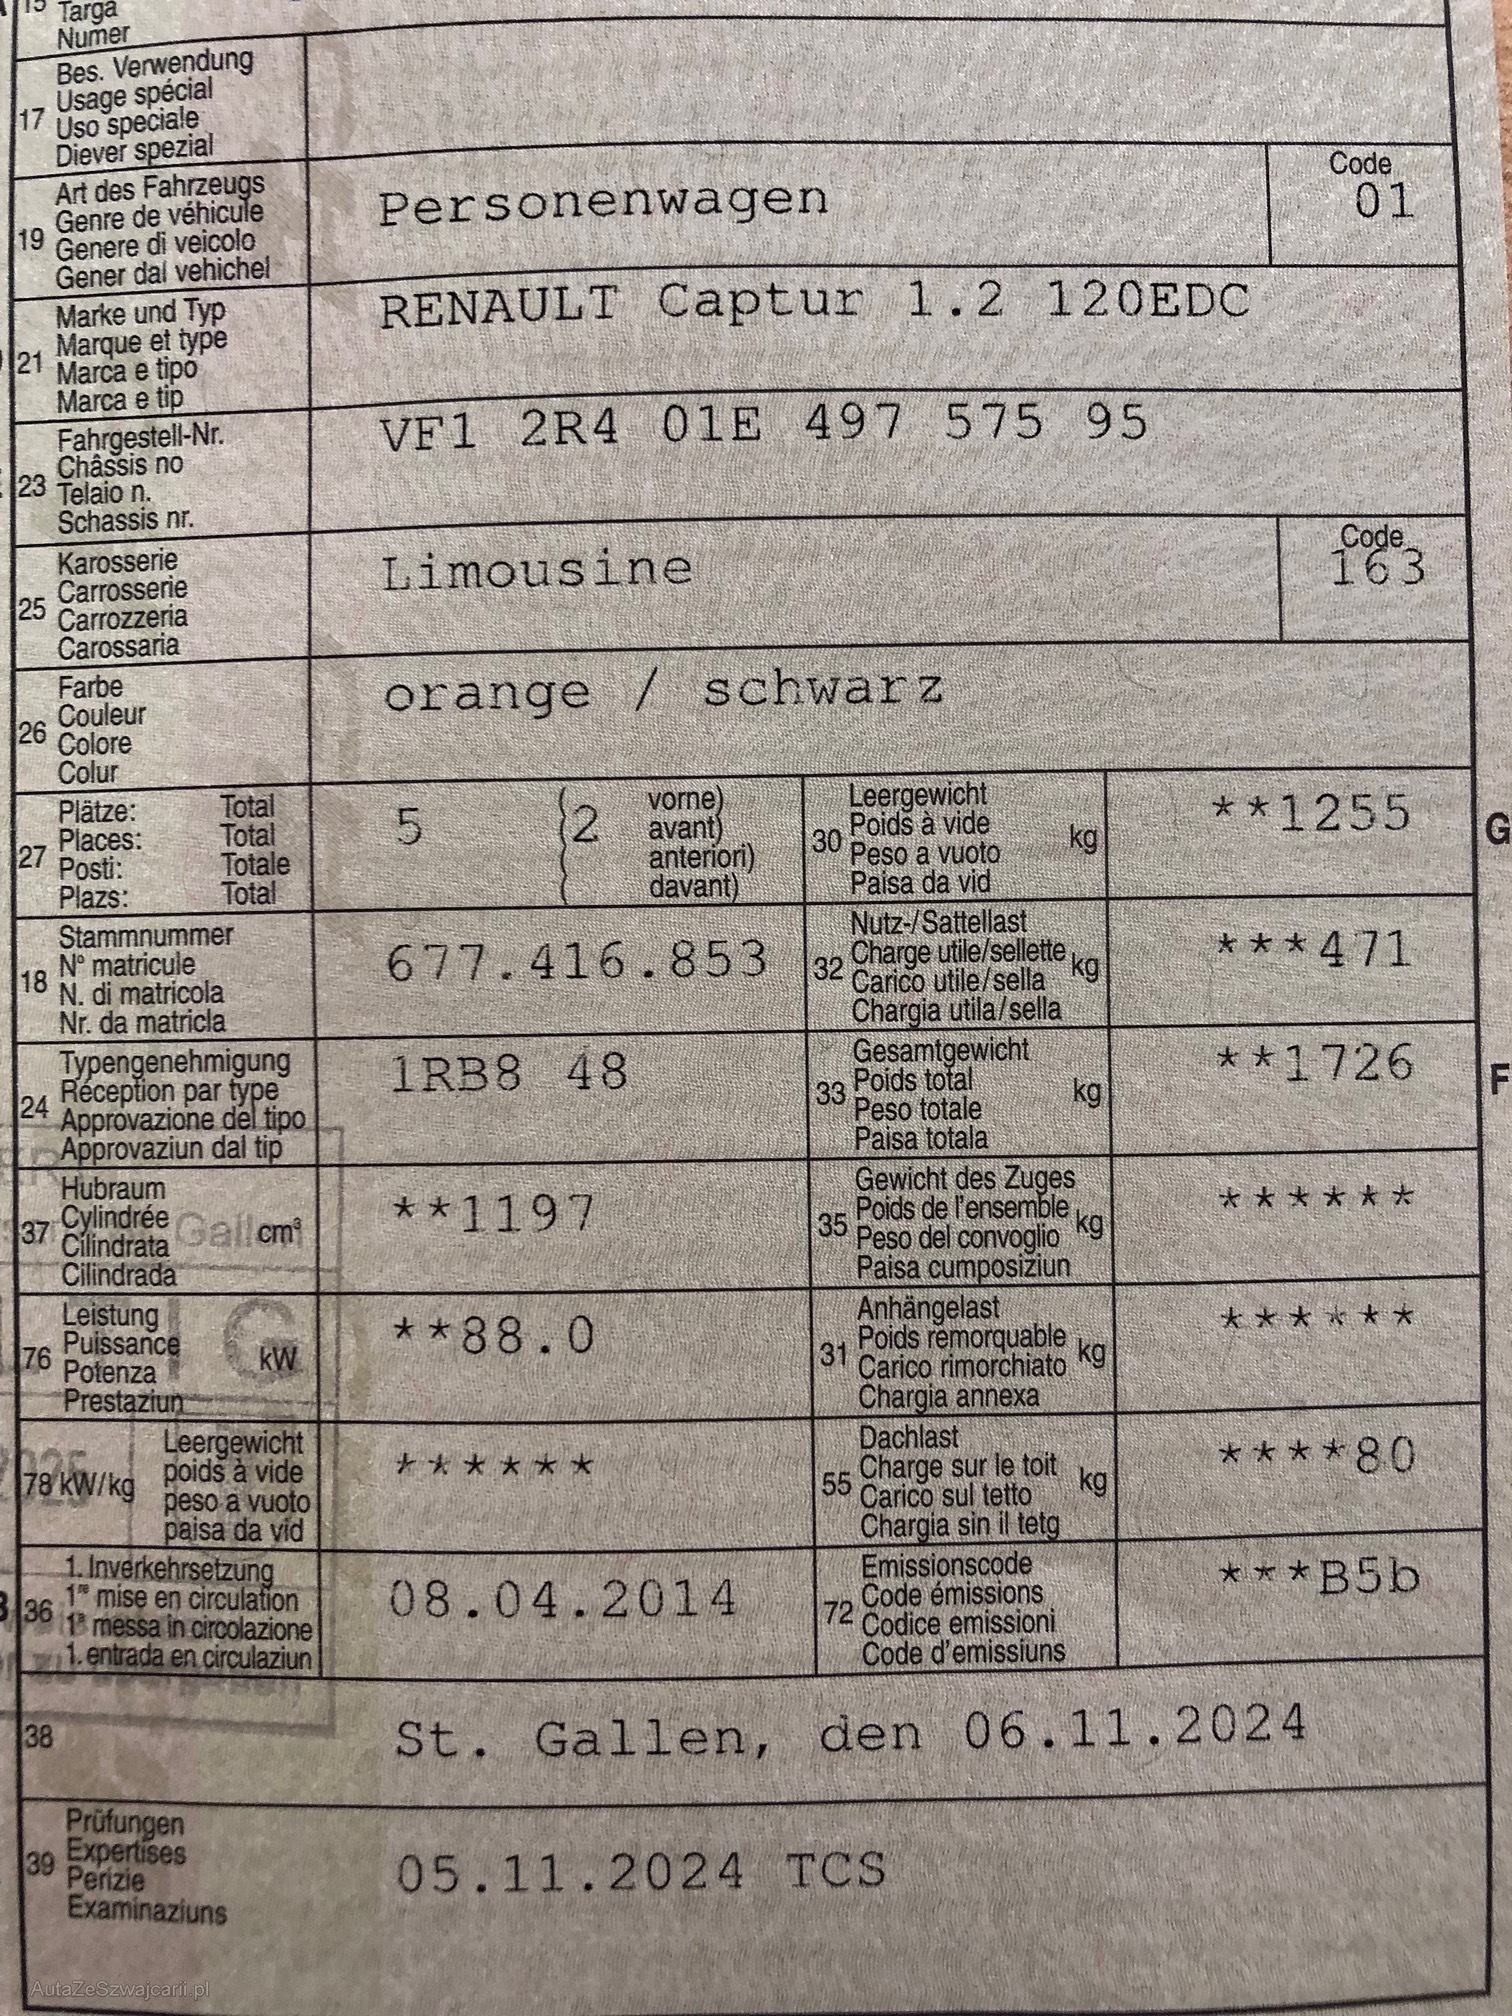 15 Targa
Numer
17 Bes. Verwendung
Usage spécial
Uso speciale
Diever spezial
19 Art des Fahrzeugs
Genre de véhicule
Genere di veicolo
Gener dal vehichel
Personenwagen
Code
01
21 Marke und Typ
Marque et type
Marca e tipo
Marca e tip
RENAULT Captur 1.2 120EDC
23 Fahrgestell-Nr.
Châssis no
Telaio n.
Schassis nr.
VF1 2R4 01E 497 575 95
25 Karosserie
Carrosserie
Carrozzeria
Carossaria
Limousine
Code
163
26 Farbe
Couleur
Colore
Colur
orange / schwarz
27 Plätze: Total
Places: Total
Posti: Totale
Plazs: Total
5 (2 vorne)
avant)
anteriori)
davant)
30 Leergewicht
Poids à vide
Peso a vuoto
Paisa da vid
kg
**1255
G
18 Stammnummer
N° matricule
N. di matricola
Nr. da matricla
677.416.853
32 Nutz-/Sattellast
Charge utile/sellette
Carico utile/sella
Chargia utila/sella
kg
***471
24 Typengenehmigung
Réception par type
Approvazione del tipo
Approvaziun dal tip
1RB8 48
33 Gesamtgewicht
Poids total
Peso totale
Paisa totala
kg
**1726
F
37 Hubraum
Cylindrée
Cilindrata
Cilindrada
cm³
**1197
35 Gewicht des Zuges
Poids de l'ensemble
Peso del convoglio
Paisa cumposiziun
kg
******
76 Leistung
Puissance
Potenza
Prestaziun
kW
**88.0
31 Anhängelast
Poids remorquable
Carico rimorchiato
Chargia annexa
kg
******
78 kW/kg Leergewicht
poids à vide
peso a vuoto
paisa da vid
******
55 Dachlast
Charge sur le toit
Carico sul tetto
Chargia sin il tetg
kg
****80
B 36 1. Inverkehrsetzung
1re mise en circulation
1a messa in circolazione
1. entrada en circulaziun
08.04.2014
72 Emissionscode
Code émissions
Codice emissioni
Code d'emissiuns
***B5b
38 St. Gallen, den 06.11.2024
39 Prüfungen
Expertises
Perizie
Examinaziuns
05.11.2024 TCS
AutaZeSzwajcarii.pl